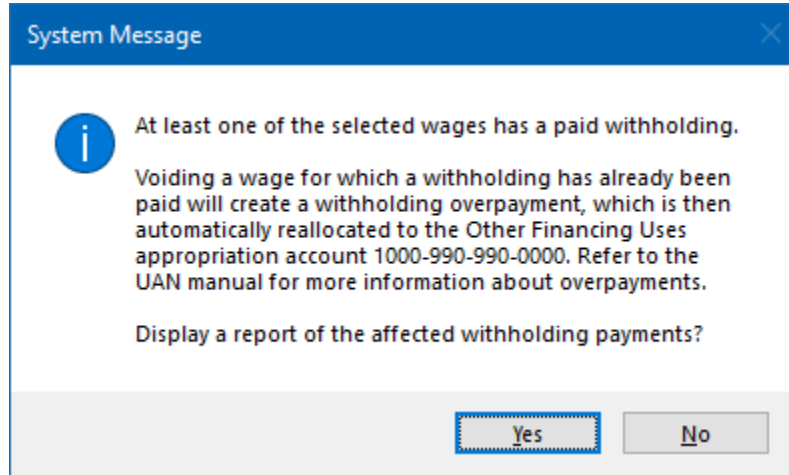 System Message
At least one of the selected wages has a paid withholding.
Voiding a wage for which a withholding has already been
paid will create a withholding overpayment, which is then
automatically reallocated to the Other Financing Uses
appropriation account 1000-990-990-0000. Refer to the
UAN manual for more information about overpayments.
Display a report of the affected withholding payments?
Yes No